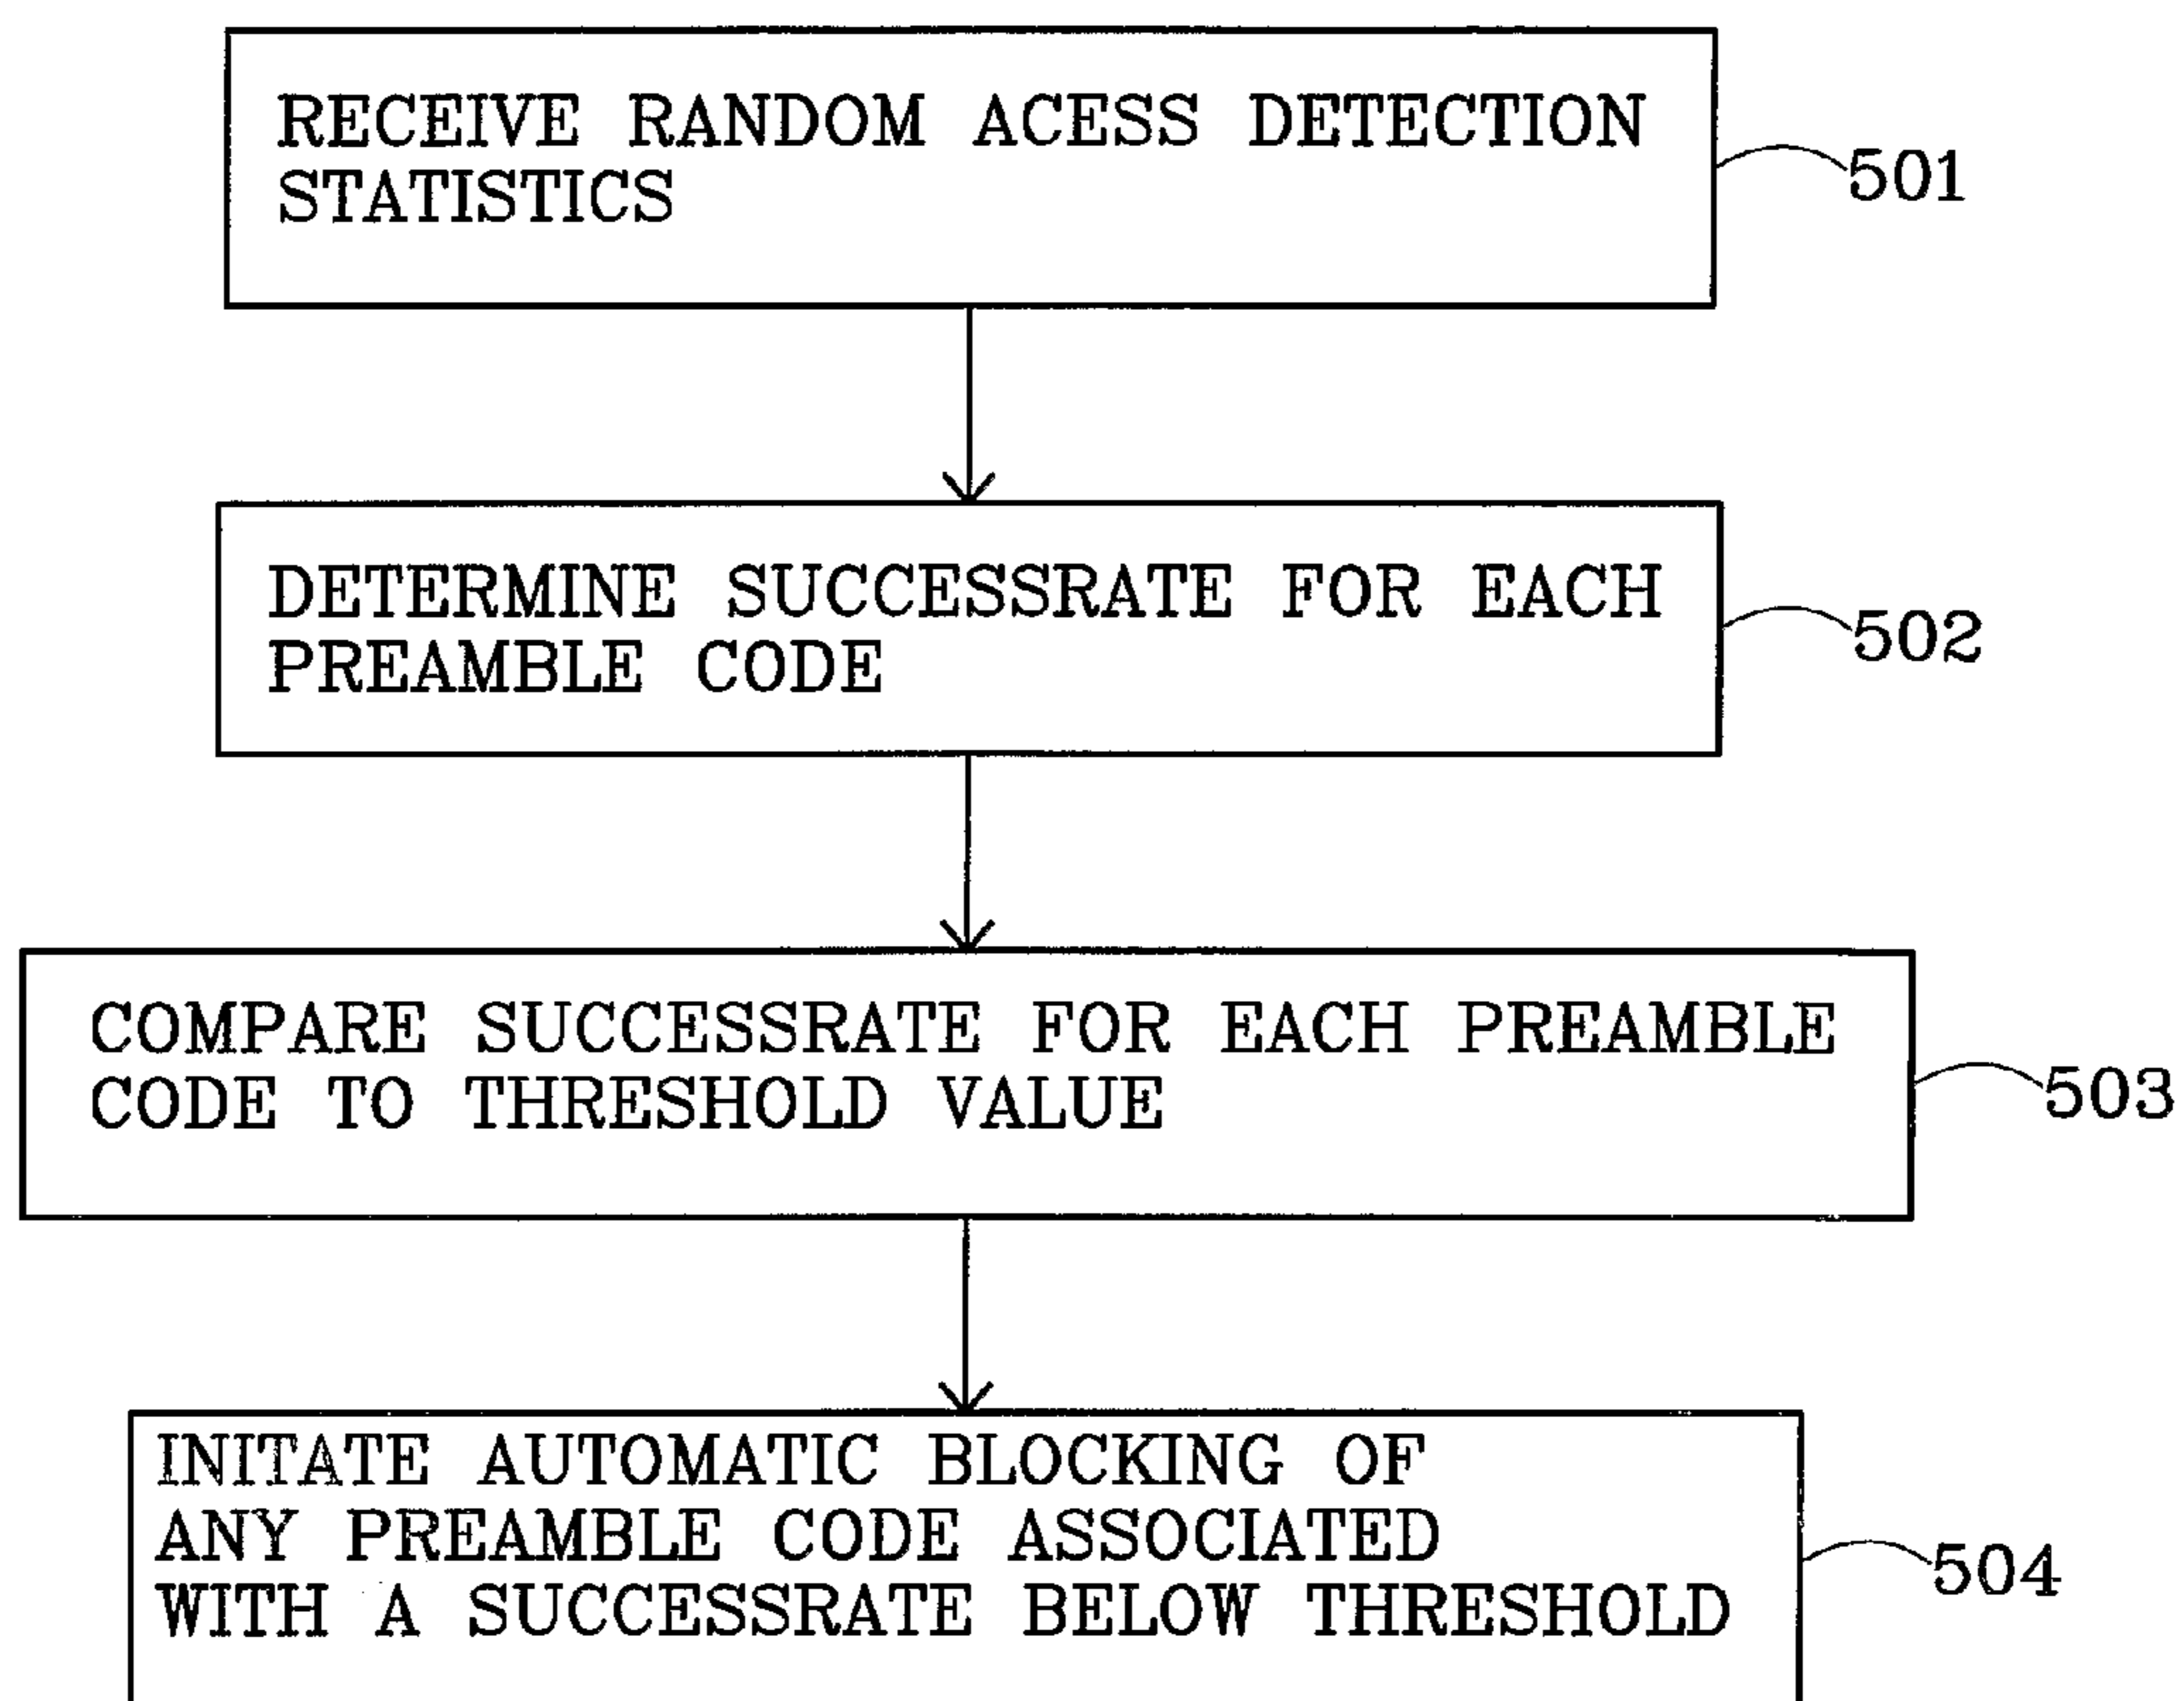 RECEIVE RANDOM ACESS DETECTION
STATISTICS
501
DETERMINE SUCCESSRATE FOR EACH
PREAMBLE CODE
502
COMPARE SUCCESSRATE FOR EACH PREAMBLE
CODE TO THRESHOLD VALUE
503
INITATE AUTOMATIC BLOCKING OF
ANY PREAMBLE CODE ASSOCIATED
WITH A SUCCESSRATE BELOW THRESHOLD
504